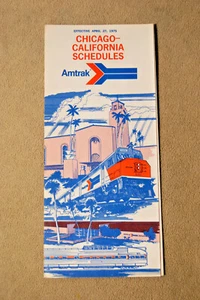 EFFECTIVE APRIL 27, 1975
CHICAGO–
CALIFORNIA
SCHEDULES
Amtrak